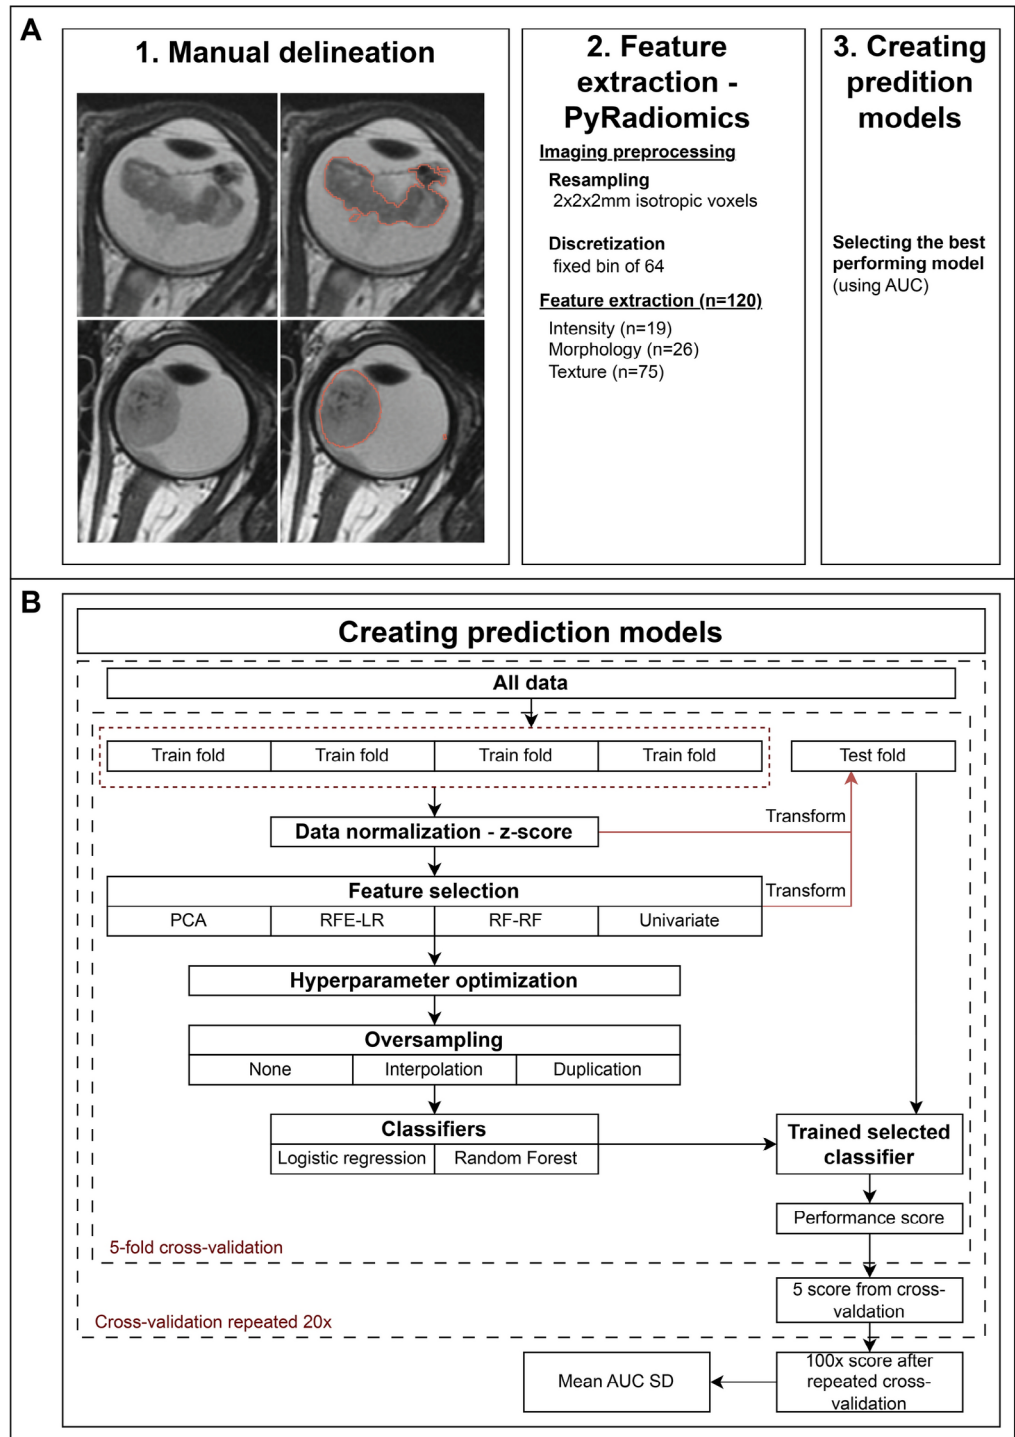 A
1. Manual delineation
2. Feature
extraction -
PyRadiomics
Imaging preprocessing
Resampling
2x2x2mm isotropic voxels
Discretization
fixed bin of 64
Feature extraction (n=120)
Intensity (n=19)
Morphology (n=26)
Texture (n=75)
3. Creating
predition
models
Selecting the best
performing model
(using AUC)
B
Creating prediction models
All data
Train fold
Train fold
Train fold
Train fold
Test fold
Data normalization - z-score
Transform
Feature selection
Transform
PCA
RFE-LR
RF-RF
Univariate
Hyperparameter optimization
Oversampling
None
Interpolation
Duplication
Classifiers
Logistic regression
Random Forest
Trained selected
classifier
Performance score
5-fold cross-validation
5 score from cross-
valdation
Cross-validation repeated 20x
100x score after
repeated cross-
validation
Mean AUC SD